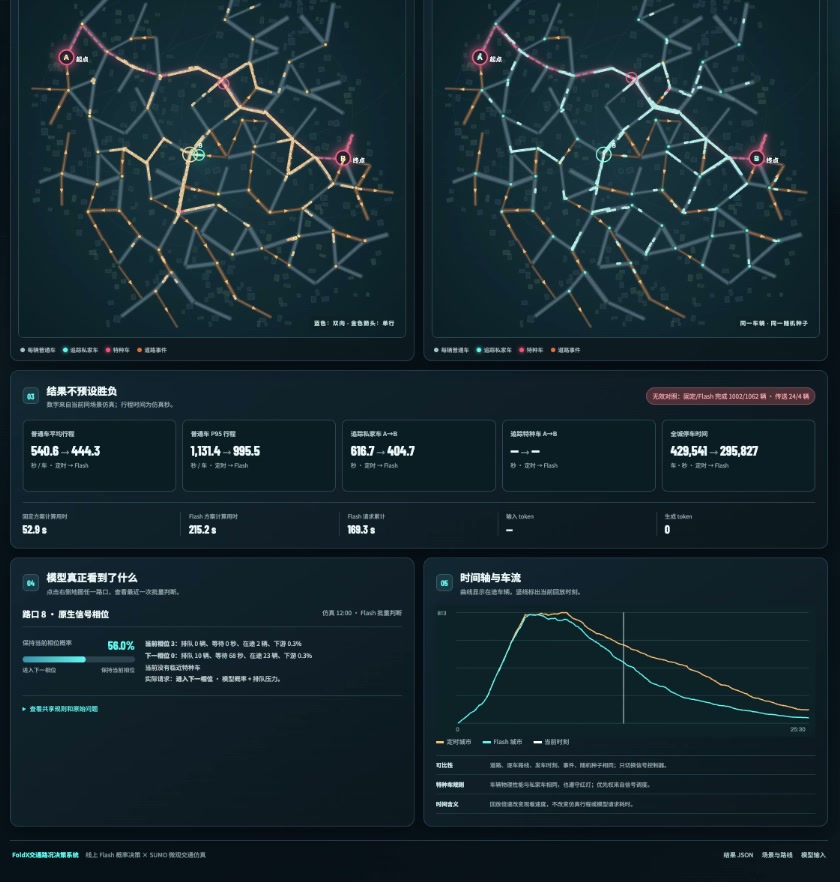 A 起点
B 终点
8
蓝色：双向 · 金色箭头：单行
每辆普通车 追踪私家车 特种车 道路事件
A 起点
B 终点
8
同一车辆 · 同一随机种子
每辆普通车 追踪私家车 特种车 道路事件
03 结果不预设胜负
数字来自当前同场景仿真；行程时间为仿真秒。
无效对照：固定/Flash 完成 1002/1062 辆 · 传送 24/4 辆
普通车平均行程
540.6 → 444.3
秒 / 车 · 定时 → Flash
普通车 P95 行程
1,131.4 → 995.5
秒 / 车 · 定时 → Flash
追踪私家车 A→B
616.7 → 404.7
秒 · 定时 → Flash
追踪特种车 A→B
— → —
秒 · 定时 → Flash
全城停车时间
429,541 → 295,827
车·秒 · 定时 → Flash
固定方案计算用时
52.9 s
Flash 方案计算用时
215.2 s
Flash 请求累计
169.3 s
输入 token
—
生成 token
0
04 模型真正看到了什么
点击右侧地图任一路口，查看最近一次批量判断。
路口 8 · 原生信号相位
仿真 12:00 · Flash 批量判断
保持当前相位概率 56.0%
进入下一相位 保持当前相位
当前相位 3：排队 0 辆、等待 0 秒、在途 2 辆、下游 0.3%
下一相位 0：排队 10 辆、等待 68 秒、在途 23 辆、下游 0.3%
当前没有临近特种车
实际请求：进入下一相位 · 模型概率 + 排队压力。
▸ 查看共享规则和原始问题
05 时间轴与车流
曲线显示在途车辆，竖线标出当前回放时刻。
813
0 25:30
定时城市 Flash 城市 当前时刻
可比性 道路、逐车路线、发车时刻、事件、随机种子相同；只切换信号控制器。
特种车规则 车辆物理性能与私家车相同，也遵守红灯；优先权来自信号调度。
时间含义 回放倍速改变观看速度，不改变仿真行程或模型请求耗时。
FoldX交通路况决策系统 线上 Flash 概率决策 × SUMO 微观交通仿真
结果 JSON 场景与路线 模型输入